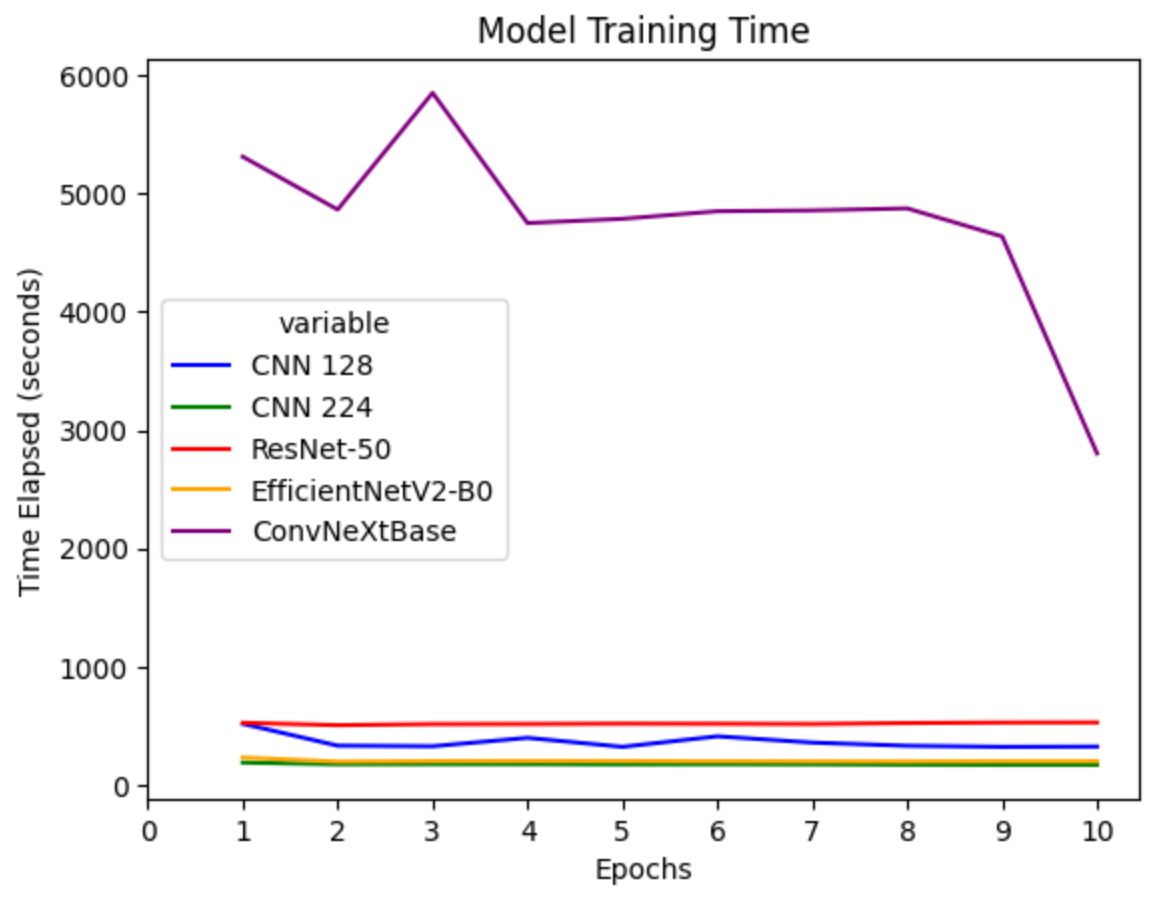 Model Training Time
Time Elapsed (seconds)
6000
5000
4000
3000
2000
1000
0
variable
CNN 128
CNN 224
ResNet-50
EfficientNetV2-B0
ConvNeXtBase
0 1 2 3 4 5 6 7 8 9 10
Epochs